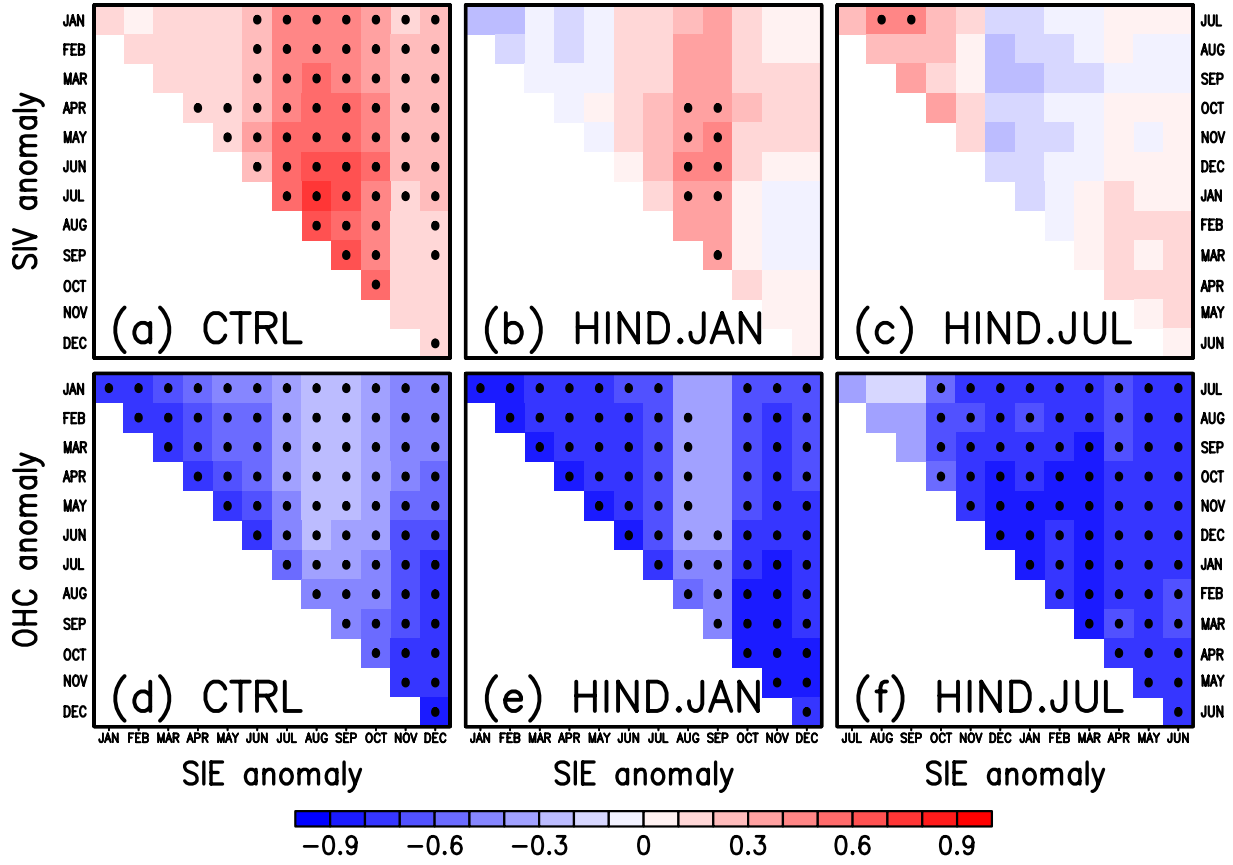 SIV anomaly
JAN
FEB
MAR
APR
MAY
JUN
JUL
AUG
SEP
OCT
NOV
DEC
(a) CTRL
(b) HIND.JAN
(c) HIND.JUL
JUL
AUG
SEP
OCT
NOV
DEC
JAN
FEB
MAR
APR
MAY
JUN
OHC anomaly
JAN
FEB
MAR
APR
MAY
JUN
JUL
AUG
SEP
OCT
NOV
DEC
(d) CTRL
(e) HIND.JAN
(f) HIND.JUL
JUL
AUG
SEP
OCT
NOV
DEC
JAN
FEB
MAR
APR
MAY
JUN
JAN FEB MAR APR MAY JUN JUL AUG SEP OCT NOV DEC
JAN FEB MAR APR MAY JUN JUL AUG SEP OCT NOV DEC
JUL AUG SEP OCT NOV DEC JAN FEB MAR APR MAY JUN
SIE anomaly
SIE anomaly
SIE anomaly
−0.9 −0.6 −0.3 0 0.3 0.6 0.9